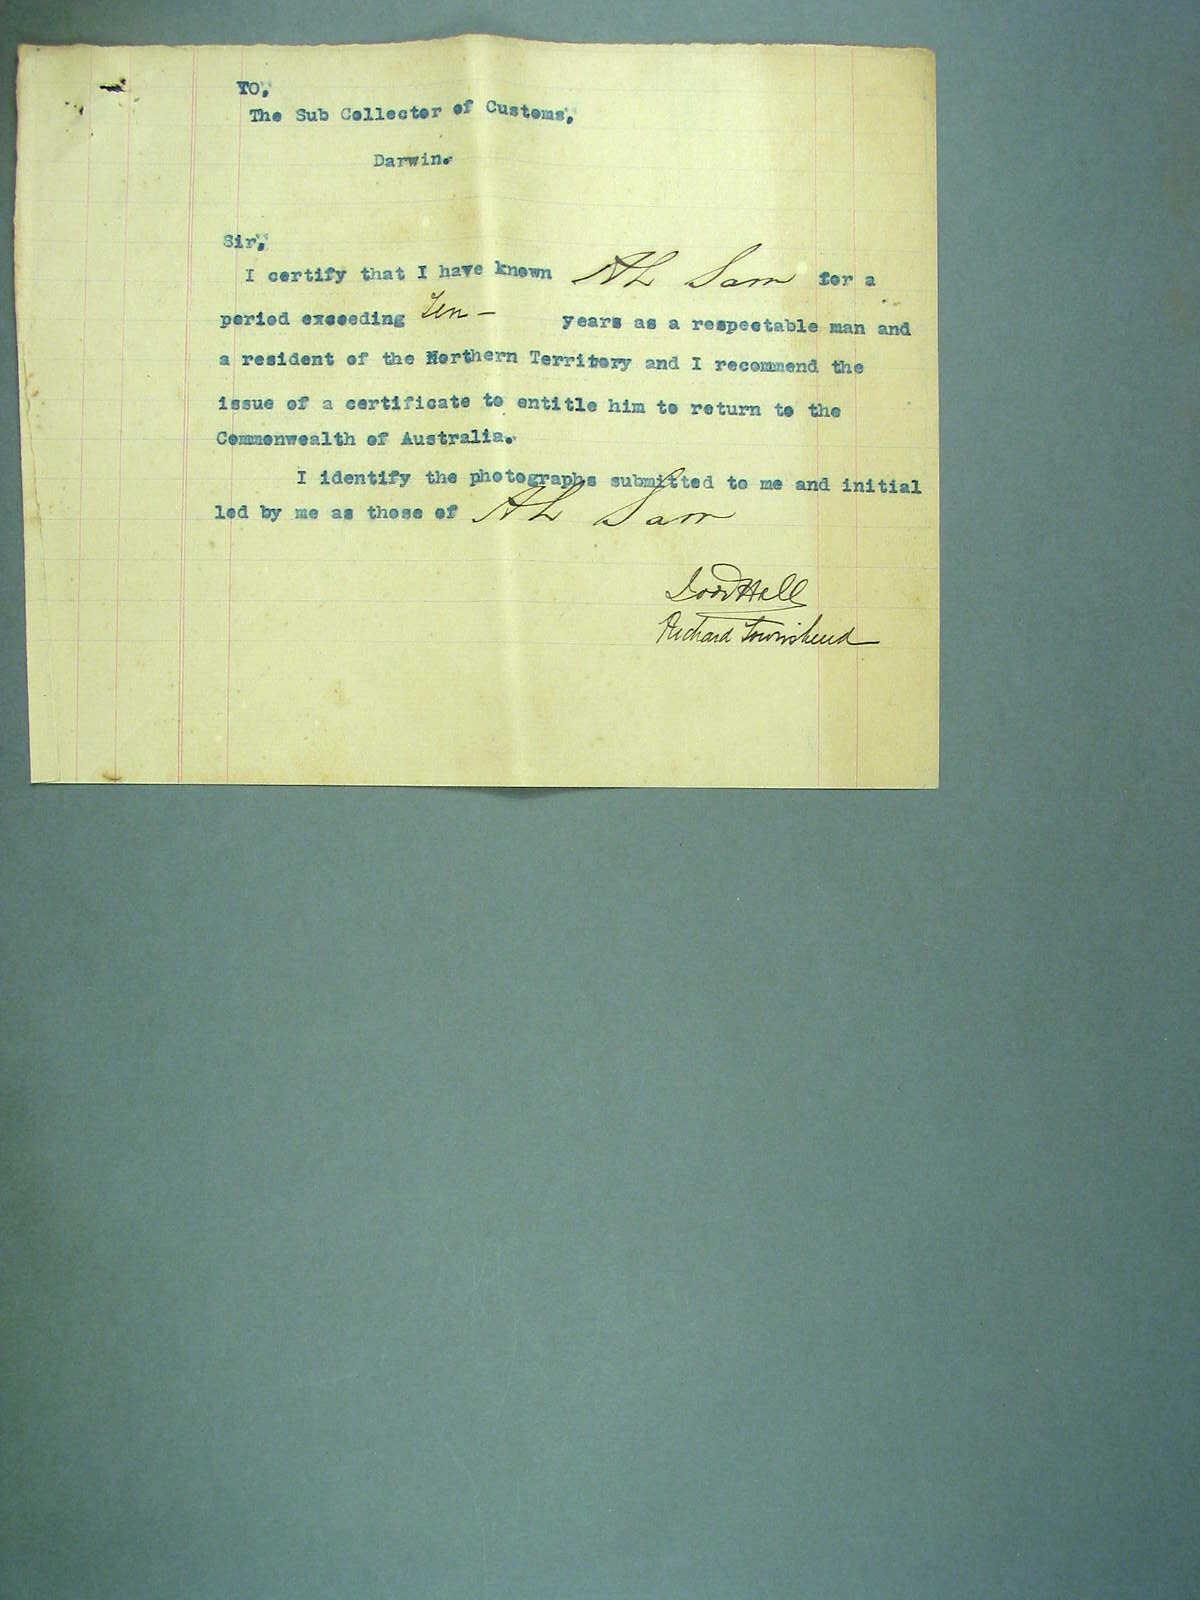 TO,
The Sub Collector of Customs,
Darwin.
Sir,
I certify that I have known Ah Sam for a
period exceeding Ten - years as a respectable man and
a resident of the Northern Territory and I recommend the
issue of a certificate to entitle him to return to the
Commonwealth of Australia.
I identify the photographs submitted to me and initial
led by me as those of Ah Sam
Hall
Richard Townshend